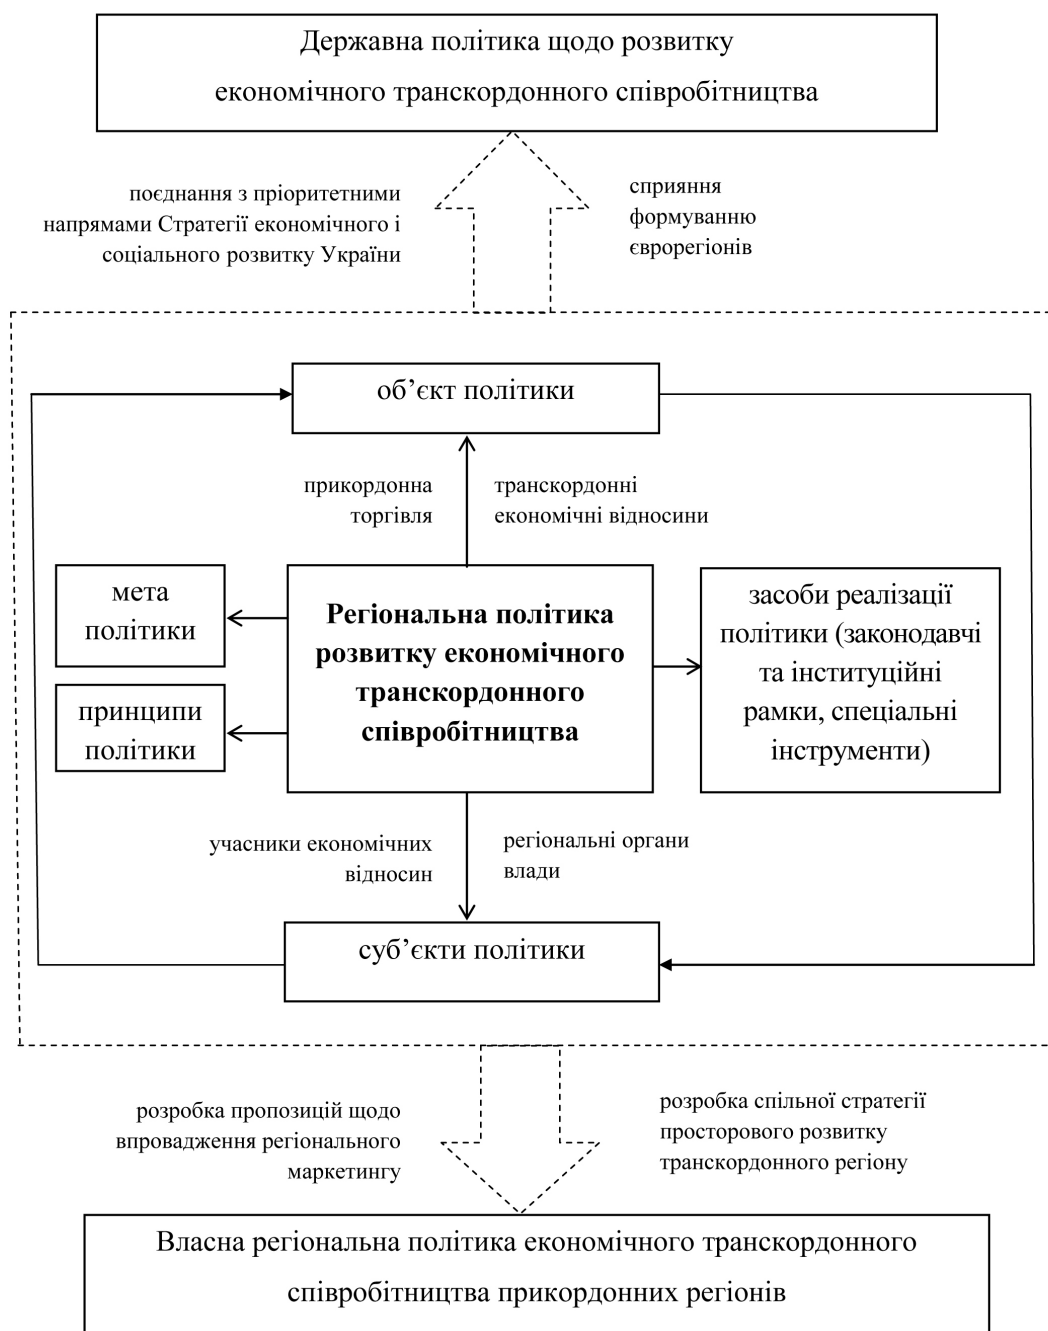 Державна політика щодо розвитку
економічного транскордонного співробітництва
поєднання з пріоритетними
напрямами Стратегії економічного і
соціального розвитку України
сприяння
формуванню
єврорегіонів
об’єкт політики
прикордонна
торгівля
транскордонні
економічні відносини
мета
політики
принципи
політики
Регіональна політика
розвитку економічного
транскордонного
співробітництва
засоби реалізації
політики (законодавчі
та інституційні
рамки, спеціальні
інструменти)
учасники економічних
відносин
регіональні органи
влади
суб’єкти політики
розробка пропозицій щодо
впровадження регіонального
маркетингу
розробка спільної стратегії
просторового розвитку
транскордонного регіону
Власна регіональна політика економічного транскордонного
співробітництва прикордонних регіонів